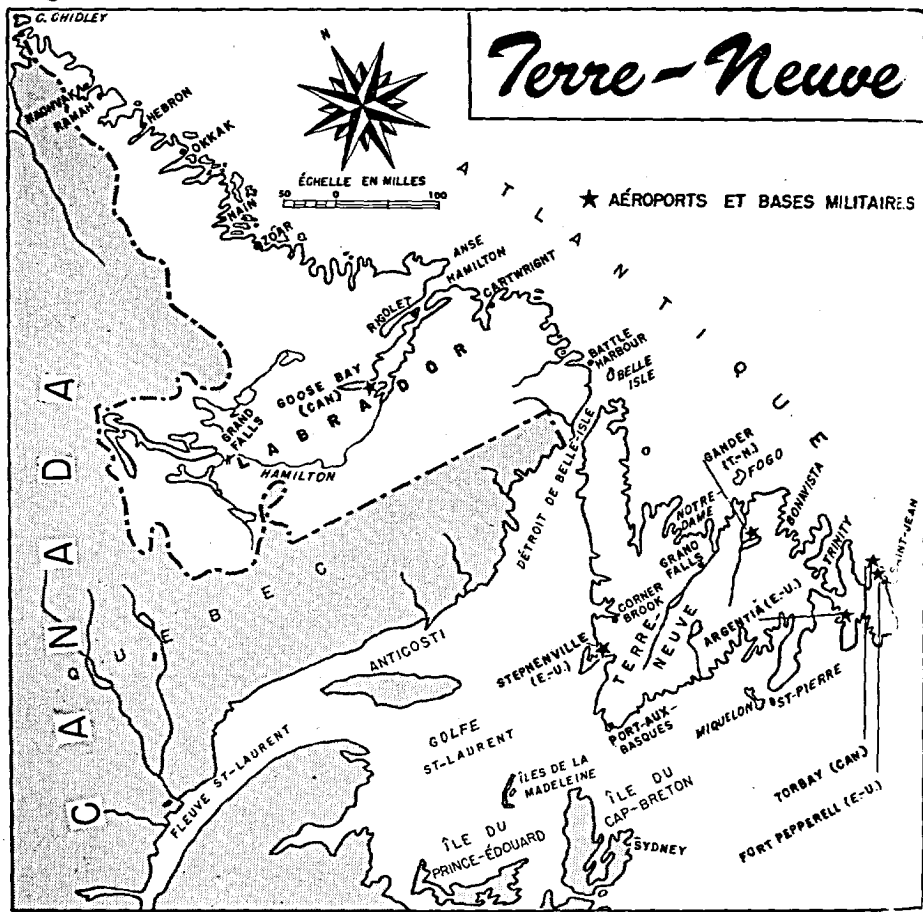 Terre-Neuve
C. CHIDLEY
N
NACHVAK
RAMAH
HEBRON
OKKAK
NAIN
ZOAR
ÉCHELLE EN MILLES
50 0 100
★ AÉROPORTS ET BASES MILITAIRES
ATLANTIQUE
ANSE
HAMILTON
RIGOLET
CARTWRIGHT
BATTLE
HARBOUR
BELLE
ISLE
GOOSE BAY
(CAN)
GRAND
FALLS
LABRADOR
HAMILTON
DÉTROIT DE BELLE-ISLE
GANDER
(T.-N.)
FOGO
NOTRE-
DAME
BONAVISTA
TRINITY
SAINT-JEAN
GRAND
FALLS
CORNER
BROOK
TERRE-
NEUVE
ARGENTIA (E.-U.)
STEPHENVILLE
(E.-U.)
CANADA
QUEBEC
ANTICOSTI
PORT-AUX-
BASQUES
MIQUELON
ST-PIERRE
GOLFE
ST-LAURENT
FLEUVE ST-LAURENT
ÎLES DE LA
MADELEINE
ÎLE DU
CAP-BRETON
TORBAY (CAN)
FORT PEPPERELL (E.-U.)
ÎLE DU
PRINCE-ÉDOUARD
SYDNEY